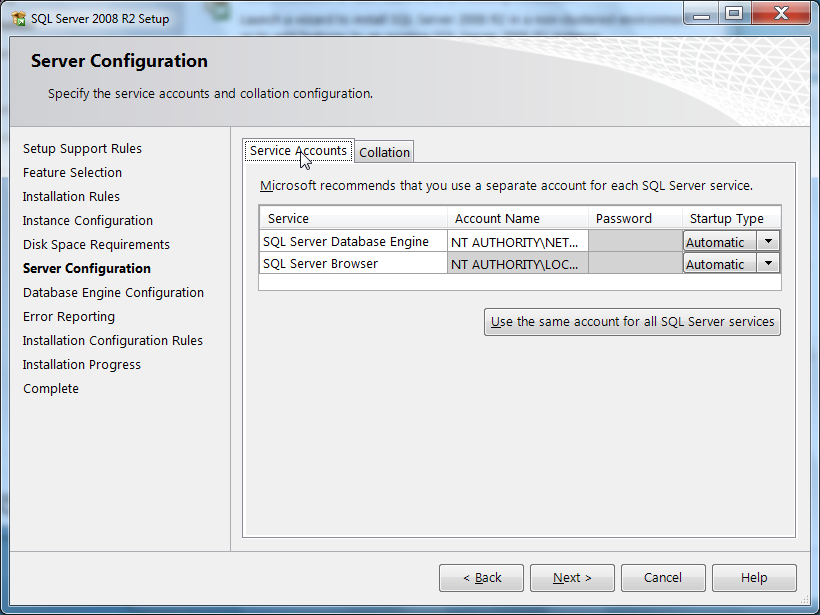 SQL Server 2008 R2 Setup
Server Configuration
Specify the service accounts and collation configuration.
Setup Support Rules
Feature Selection
Installation Rules
Instance Configuration
Disk Space Requirements
Server Configuration
Database Engine Configuration
Error Reporting
Installation Configuration Rules
Installation Progress
Complete
Service Accounts Collation
Microsoft recommends that you use a separate account for each SQL Server service.
Service Account Name Password Startup Type
SQL Server Database Engine NT AUTHORITY\NET... Automatic
SQL Server Browser NT AUTHORITY\LOC... Automatic
Use the same account for all SQL Server services
< Back Next > Cancel Help